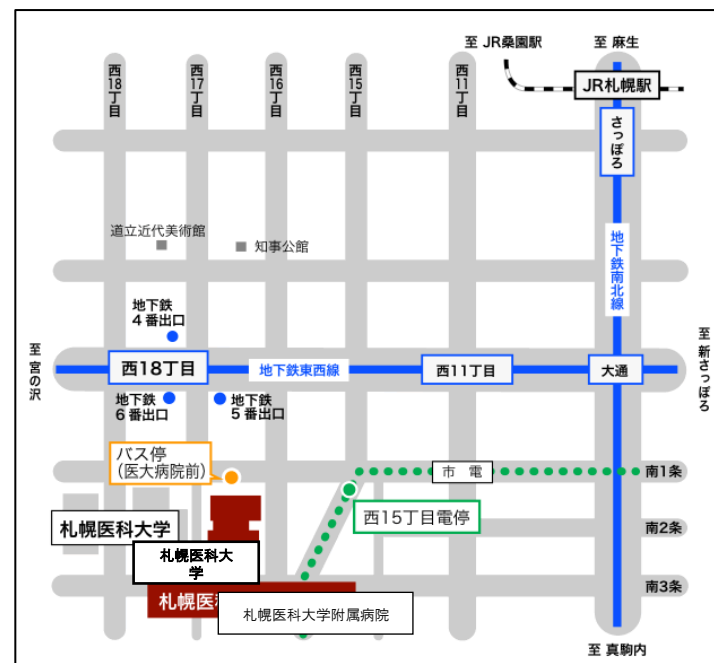 至 JR桑園駅
至 麻生
西18丁目
西17丁目
西16丁目
西15丁目
西11丁目
JR札幌駅
さっぽろ
道立近代美術館
知事公館
地下鉄南北線
地下鉄
4番出口
至 宮の沢
西18丁目
地下鉄東西線
西11丁目
大通
至 新さっぽろ
地下鉄
6番出口
地下鉄
5番出口
バス停
(医大病院前)
市 電
南1条
西15丁目電停
札幌医科大学
南2条
札幌医科大
学
札幌医科
南3条
札幌医科大学附属病院
至 真駒内